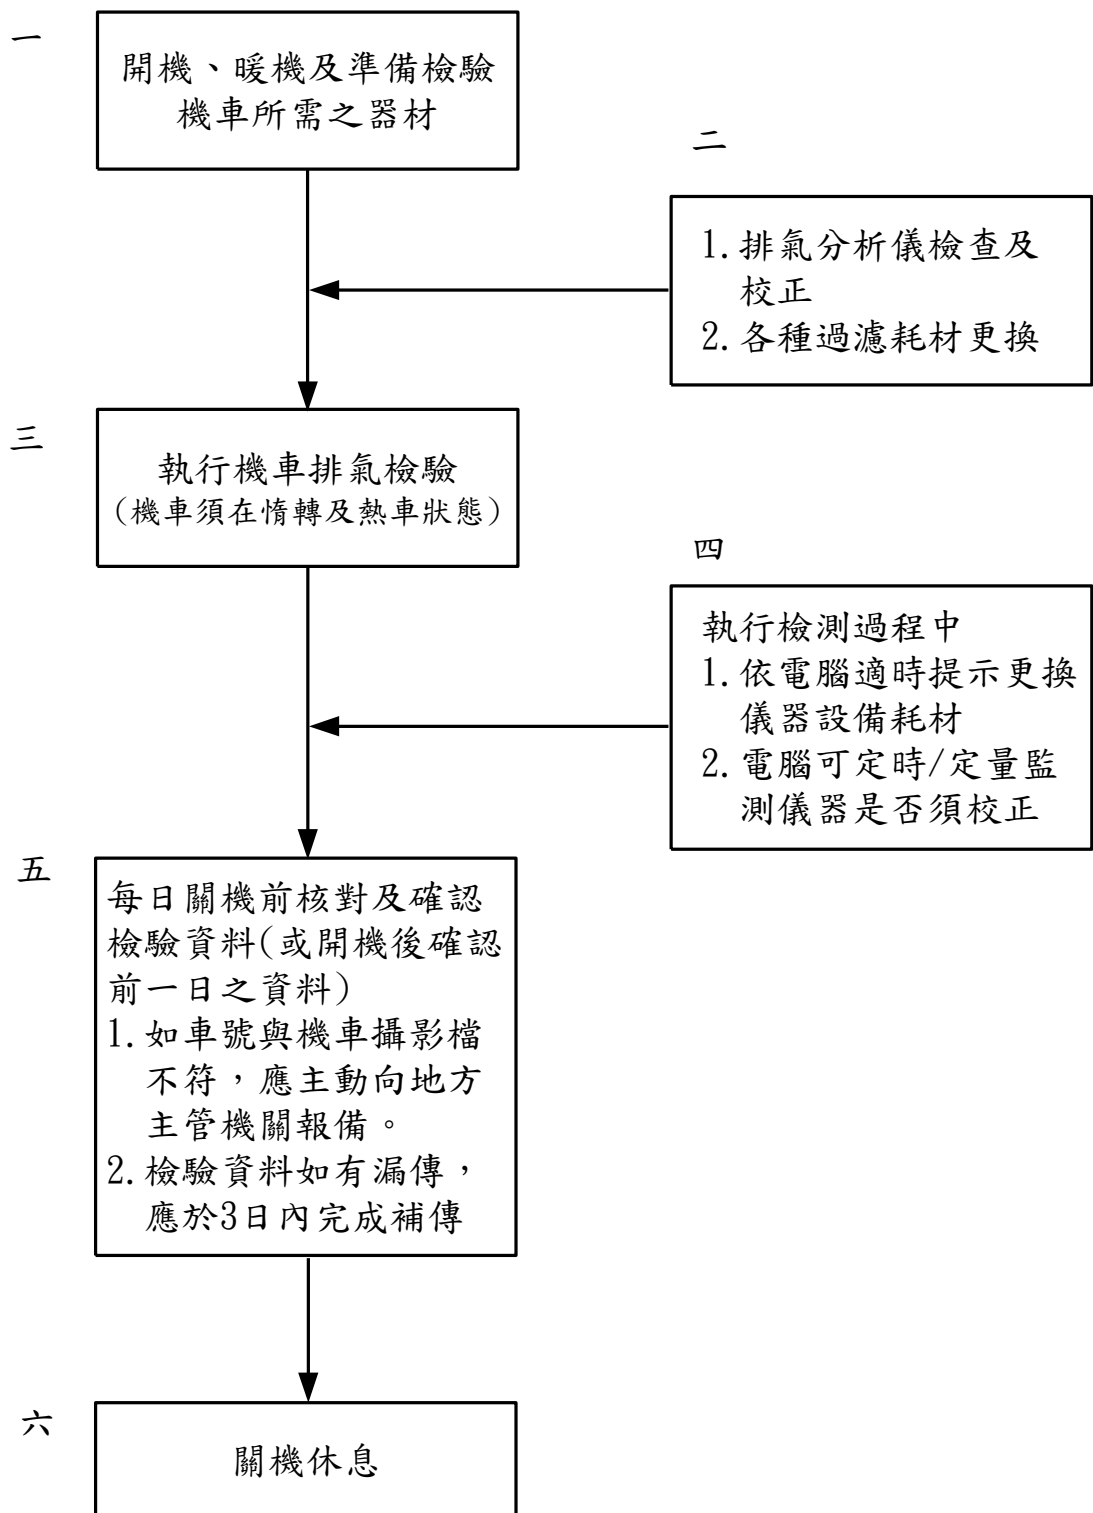 一
開機、暖機及準備檢驗
機車所需之器材
二
1.排氣分析儀檢查及
校正
2.各種過濾耗材更換
三
執行機車排氣檢驗
(機車須在惰轉及熱車狀態)
四
執行檢測過程中
1.依電腦適時提示更換
儀器設備耗材
2.電腦可定時/定量監
測儀器是否須校正
五
每日關機前核對及確認
檢驗資料(或開機後確認
前一日之資料)
1.如車號與機車攝影檔
不符，應主動向地方
主管機關報備。
2.檢驗資料如有漏傳，
應於3日內完成補傳
六
關機休息